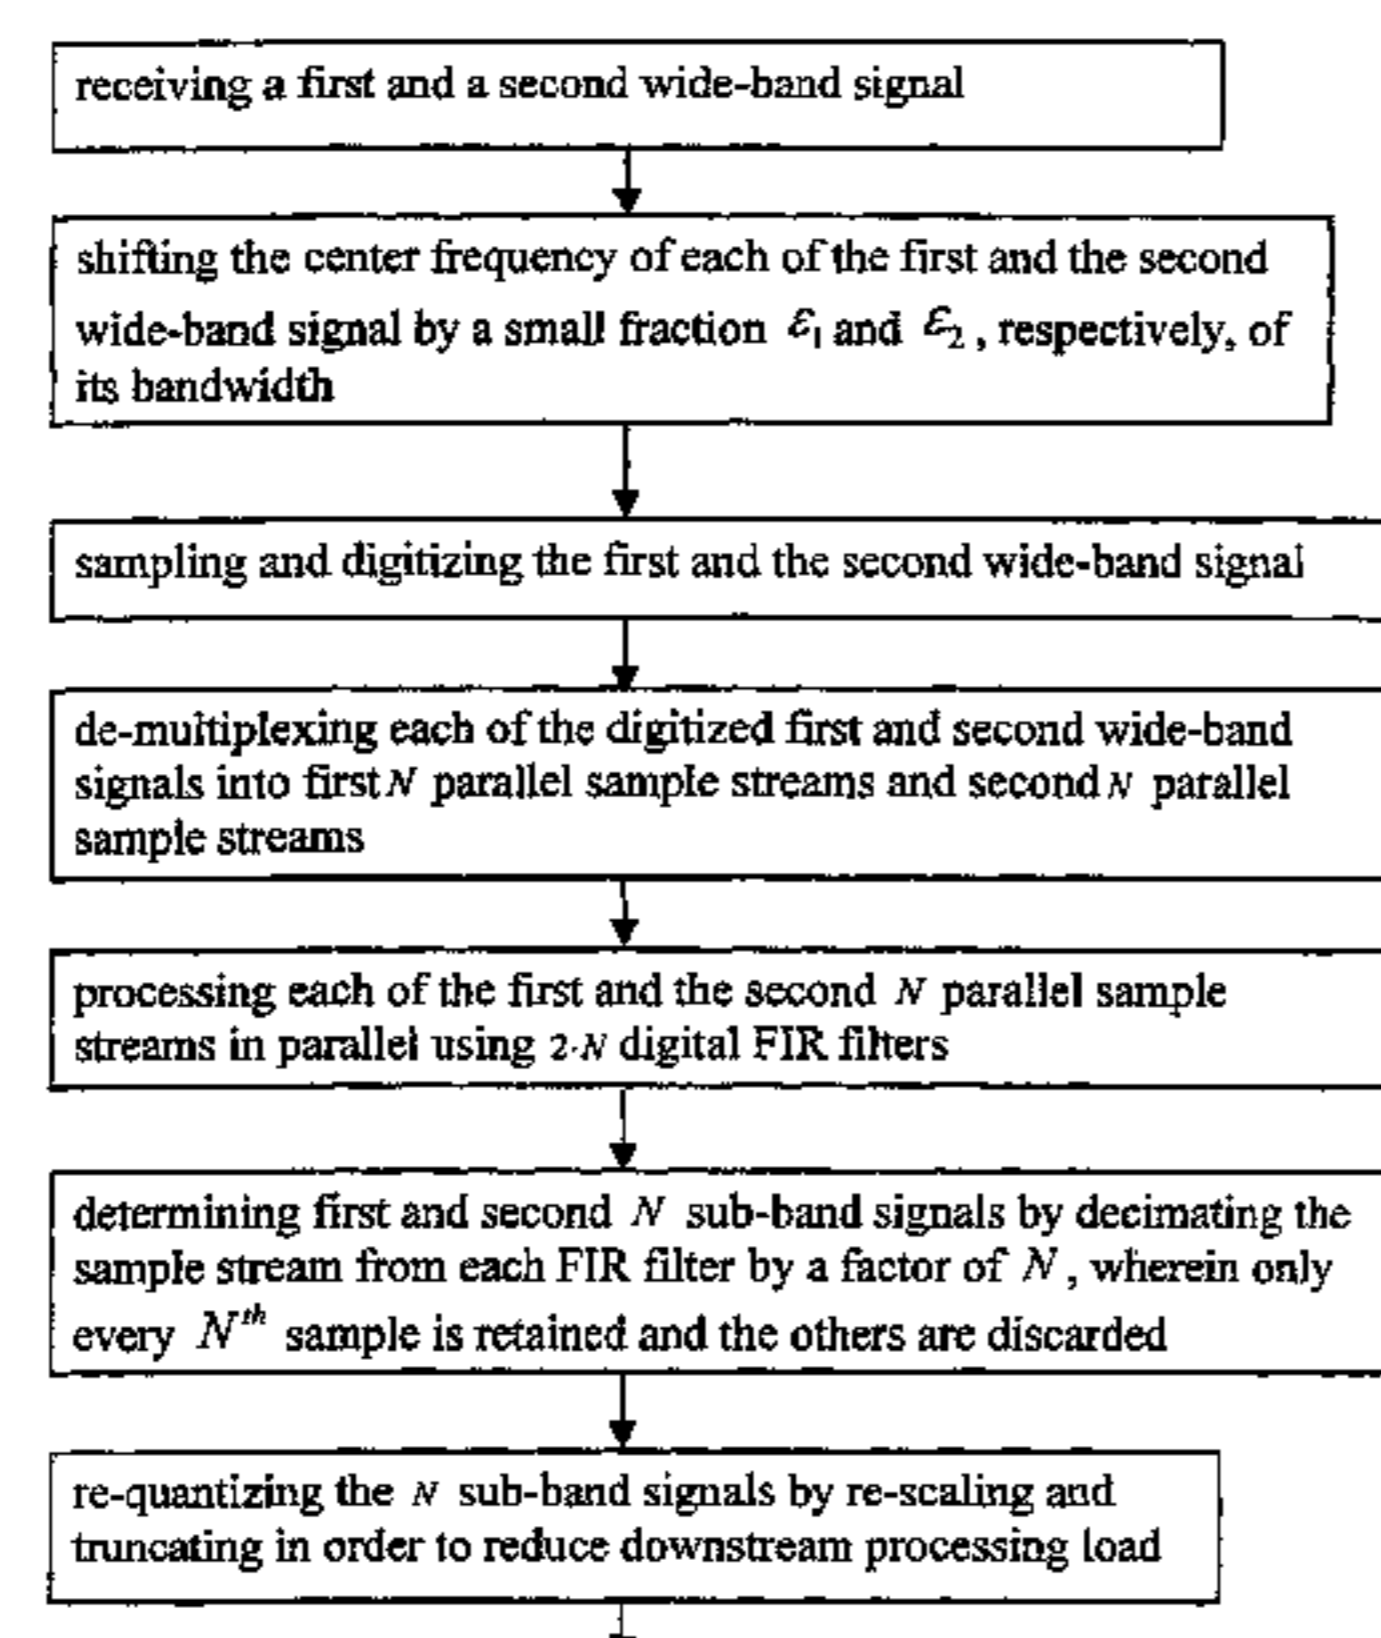 receiving a first and a second wide-band signal
shifting the center frequency of each of the first and the second
wide-band signal by a small fraction ε₁ and ε₂, respectively, of
its bandwidth
sampling and digitizing the first and the second wide-band signal
de-multiplexing each of the digitized first and second wide-band
signals into first N parallel sample streams and second N parallel
sample streams
processing each of the first and the second N parallel sample
streams in parallel using 2·N digital FIR filters
determining first and second N sub-band signals by decimating the
sample stream from each FIR filter by a factor of N, wherein only
every Nᵗʰ sample is retained and the others are discarded
re-quantizing the N sub-band signals by re-scaling and
truncating in order to reduce downstream processing load